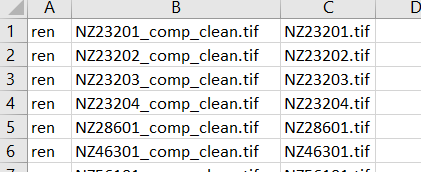 A B C D
1 ren NZ23201_comp_clean.tif NZ23201.tif
2 ren NZ23202_comp_clean.tif NZ23202.tif
3 ren NZ23203_comp_clean.tif NZ23203.tif
4 ren NZ23204_comp_clean.tif NZ23204.tif
5 ren NZ28601_comp_clean.tif NZ28601.tif
6 ren NZ46301_comp_clean.tif NZ46301.tif